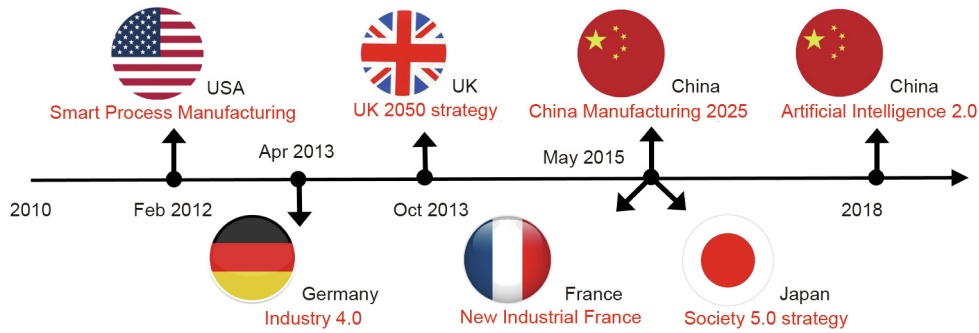 USA
Smart Process Manufacturing
UK
UK 2050 strategy
China
China Manufacturing 2025
China
Artificial Intelligence 2.0
Apr 2013
May 2015
2010
Feb 2012
Oct 2013
2018
Germany
Industry 4.0
France
New Industrial France
Japan
Society 5.0 strategy